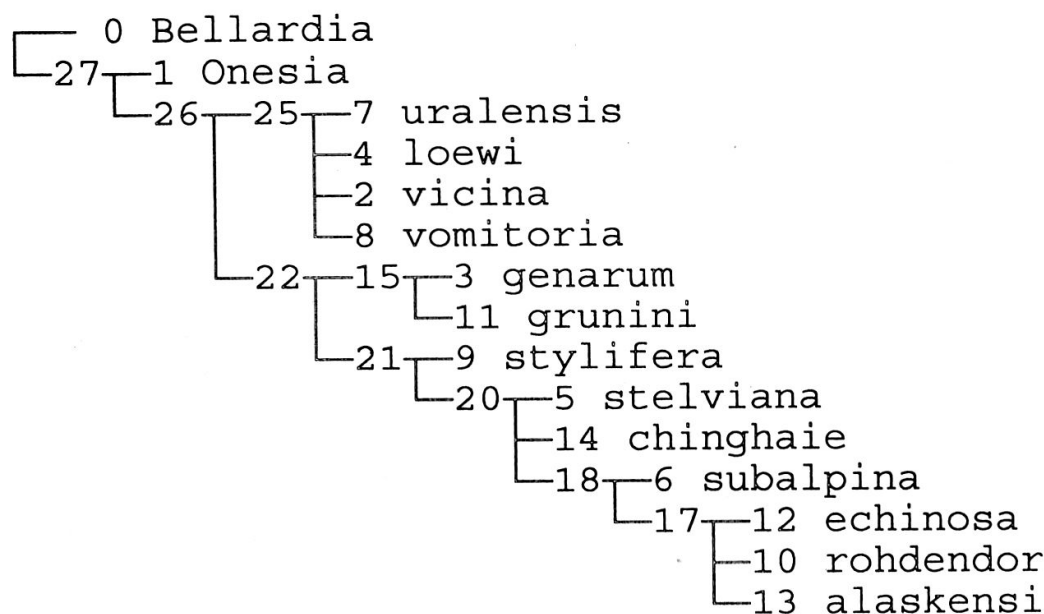 0 Bellardia
27 1 Onesia
26 25 7 uralensis
4 loewi
2 vicina
8 vomitoria
22 15 3 genarum
11 grunini
21 9 stylifera
20 5 stelviana
14 chinghaie
18 6 subalpina
17 12 echinosa
10 rohdendor
13 alaskensi